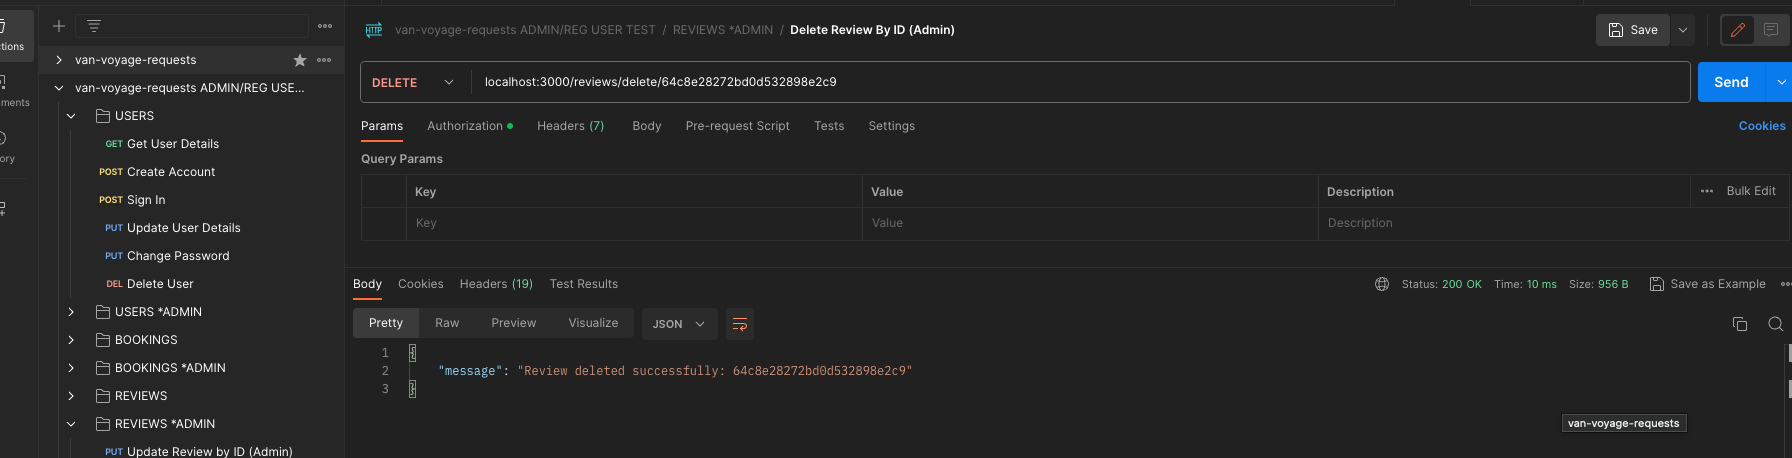 ctions
ments
ory
van-voyage-requests
van-voyage-requests ADMIN/REG USE...
USERS
GET Get User Details
POST Create Account
POST Sign In
PUT Update User Details
PUT Change Password
DEL Delete User
USERS *ADMIN
BOOKINGS
BOOKINGS *ADMIN
REVIEWS
REVIEWS *ADMIN
PUT Update Review by ID (Admin)
HTTP van-voyage-requests ADMIN/REG USER TEST / REVIEWS *ADMIN / Delete Review By ID (Admin)
Save
DELETE localhost:3000/reviews/delete/64c8e28272bd0d532898e2c9
Send
Params Authorization Headers (7) Body Pre-request Script Tests Settings Cookies
Query Params
Key Value Description Bulk Edit
Key Value Description
Body Cookies Headers (19) Test Results Status: 200 OK Time: 10 ms Size: 956 B Save as Example
Pretty Raw Preview Visualize JSON
1 {
2 "message": "Review deleted successfully: 64c8e28272bd0d532898e2c9"
3 }
van-voyage-requests